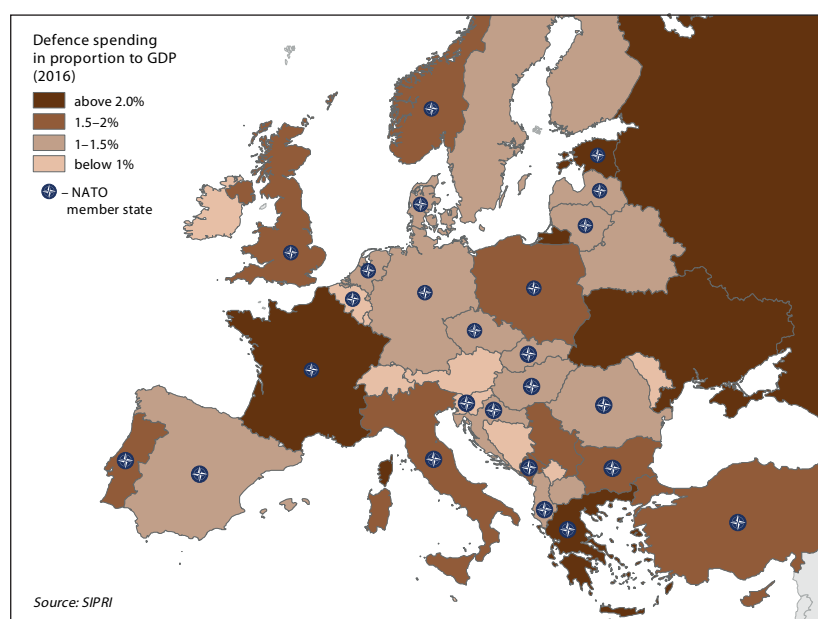 Defence spending
in proportion to GDP
(2016)
above 2.0%
1.5–2%
1–1.5%
below 1%
– NATO
member state
Source: SIPRI